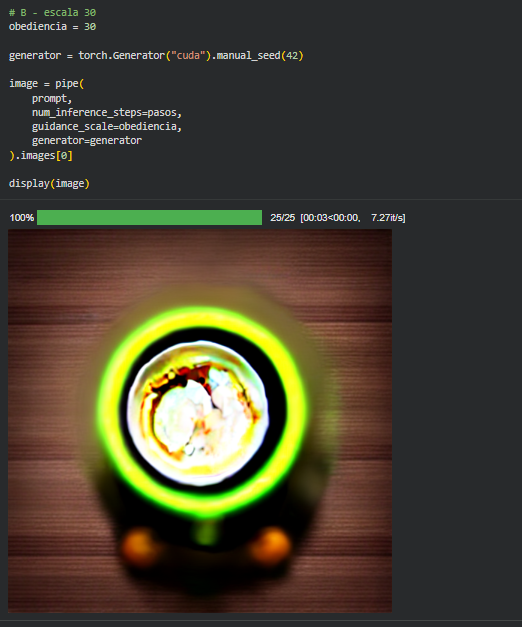 # B - escala 30
obediencia = 30
generator = torch.Generator("cuda").manual_seed(42)
image = pipe(
prompt,
num_inference_steps=pasos,
guidance_scale=obediencia,
generator=generator
).images[0]
display(image)
100% 25/25 [00:03<00:00, 7.27it/s]